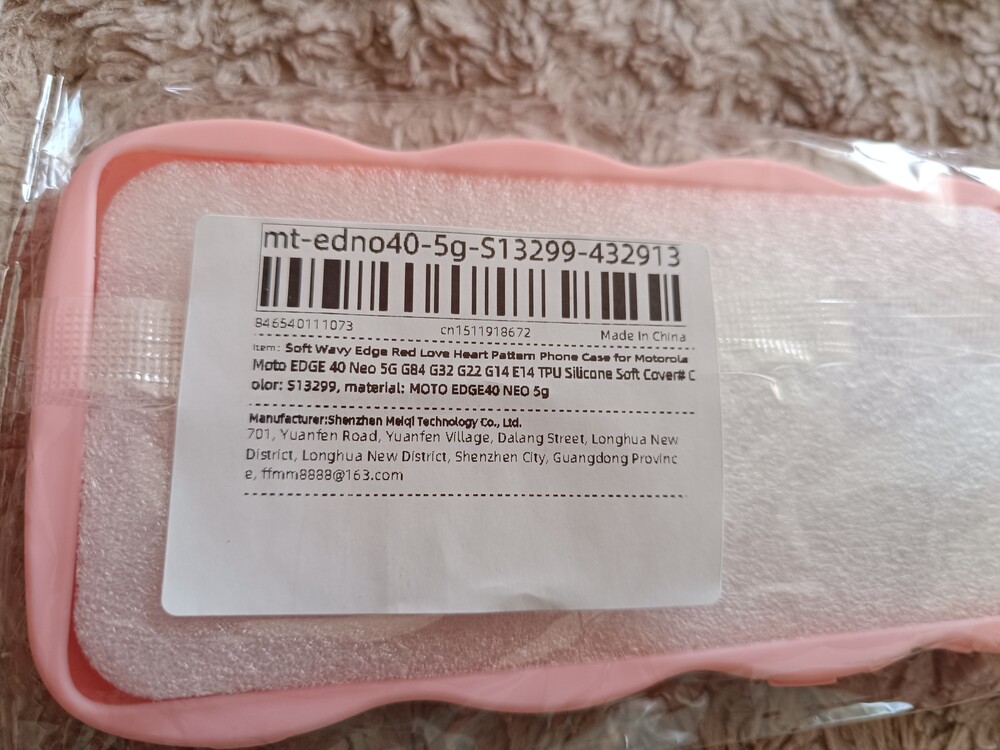 mt-edno40-5g-S13299-432913
846540111073 cn1511918672 Made In China
Item: Soft Wavy Edge Red Love Heart Pattern Phone Case for Motorola
Moto EDGE 40 Neo 5G G84 G32 G22 G14 E14 TPU Silicone Soft Cover# C
olor: S13299, material: MOTO EDGE40 NEO 5g
Manufacturer:Shenzhen Meiqi Technology Co., Ltd.
701, Yuanfen Road, Yuanfen Village, Dalang Street, Longhua New
District, Longhua New District, Shenzhen City, Guangdong Provinc
e, ffmm8888@163.com